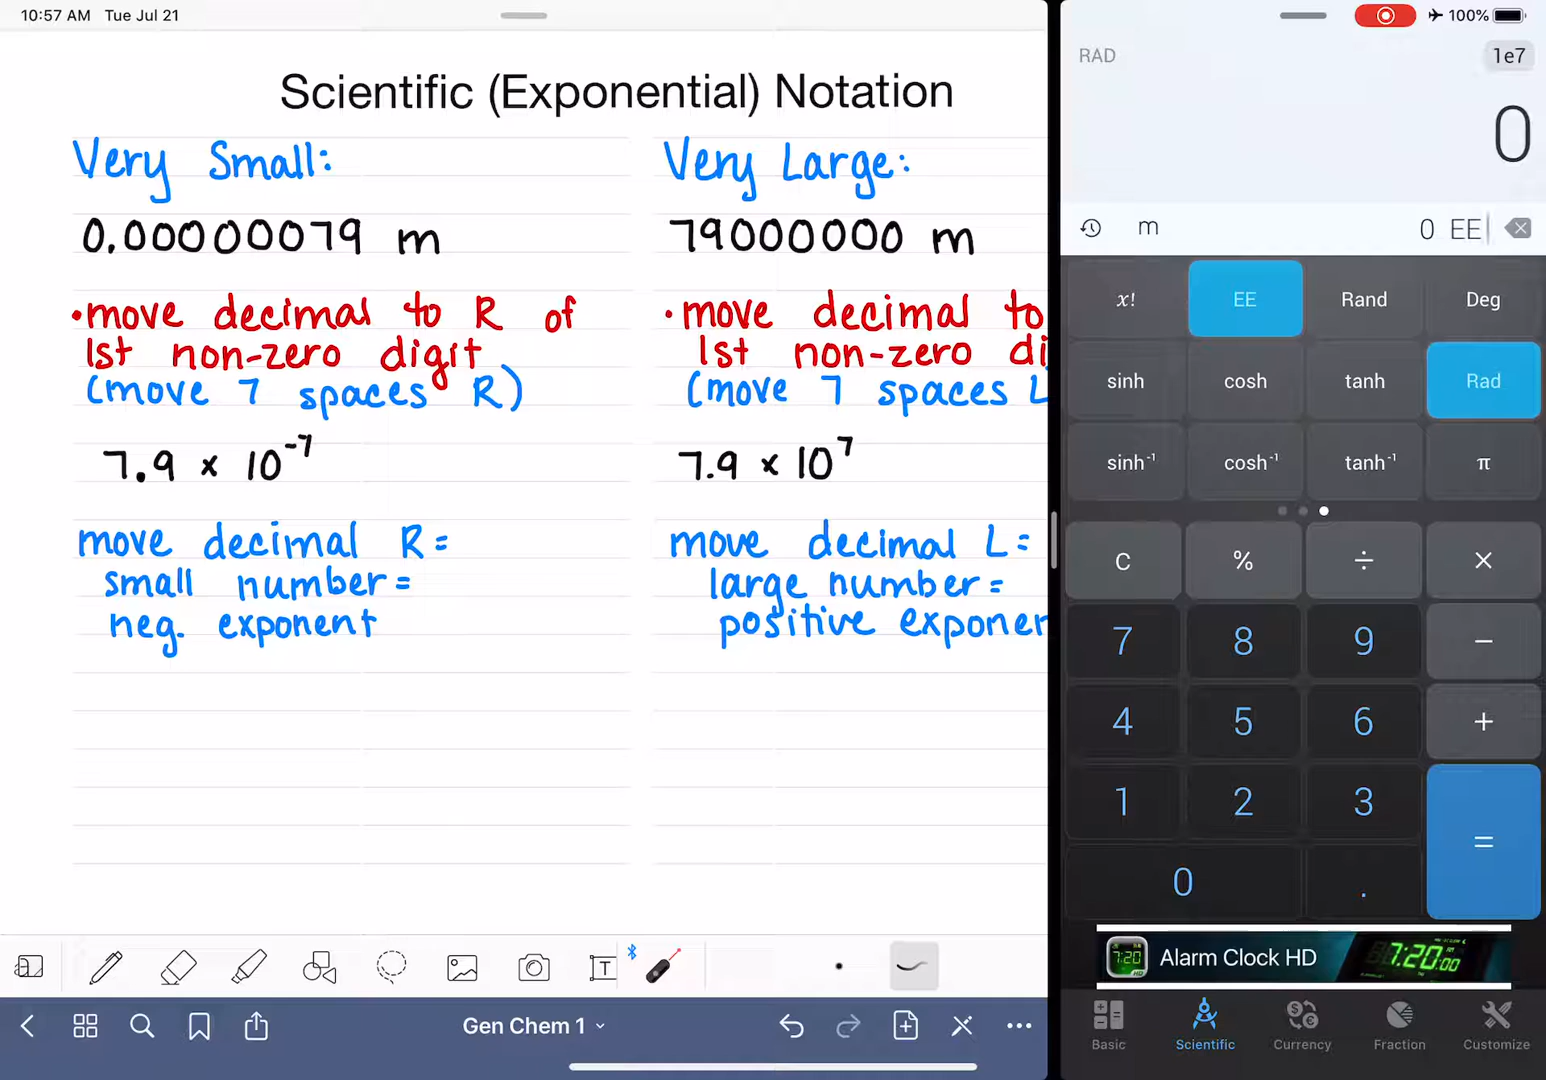 10:57 AM Tue Jul 21
Scientific (Exponential) Notation
Very Small:
0.00000079 m
•move decimal to R of
1st non-zero digit
(move 7 spaces R)
7.9 × 10⁻⁷
move decimal R=
small number=
neg. exponent
Very Large:
79000000 m
•move decimal to
1st non-zero di
(move 7 spaces L
7.9 × 10⁷
move decimal L=
large number=
positive exponen
T
Gen Chem 1
100%
RAD 1e7
0
m 0 EE
x! EE Rand Deg
sinh cosh tanh Rad
sinh⁻¹ cosh⁻¹ tanh⁻¹ π
C % ÷ ×
7 8 9 −
4 5 6 +
1 2 3 =
0 .
7:20 Alarm Clock HD 7:20:00
Basic Scientific Currency Fraction Customize